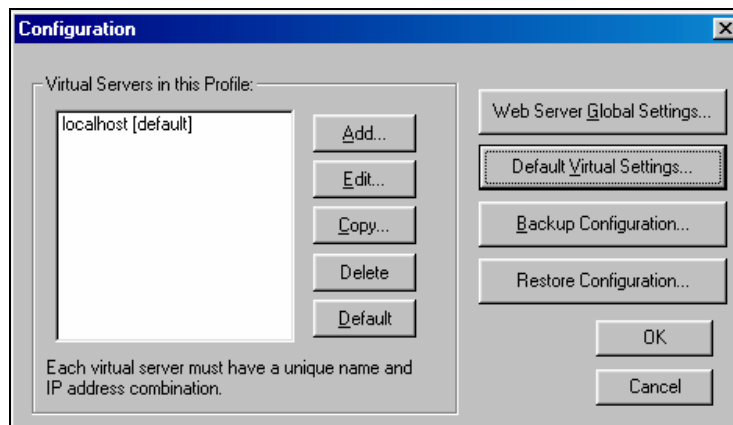 Configuration
Virtual Servers in this Profile:
localhost [default]
Add...
Edit...
Copy...
Delete
Default
Each virtual server must have a unique name and
IP address combination.
Web Server Global Settings...
Default Virtual Settings...
Backup Configuration...
Restore Configuration...
OK
Cancel